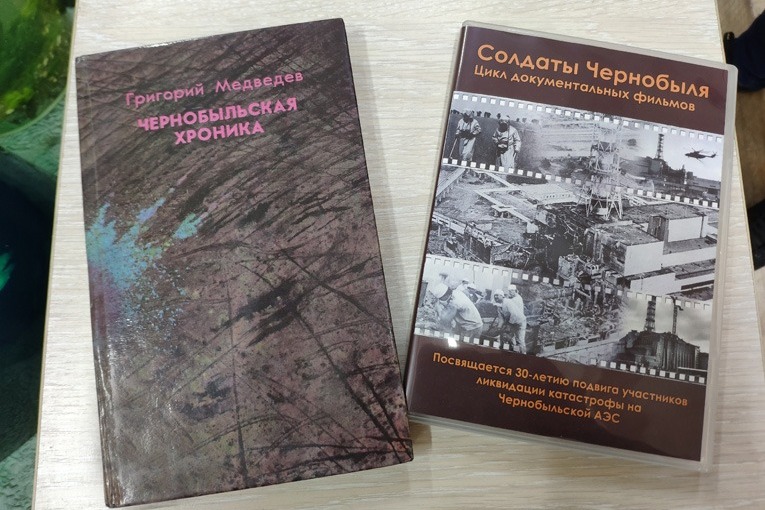 Григорий Медведев
ЧЕРНОБЫЛЬСКАЯ
ХРОНИКА
Солдаты Чернобыля
Цикл документальных фильмов
Посвящается 30-летию подвига участников
ликвидации катастрофы на
Чернобыльской АЭС